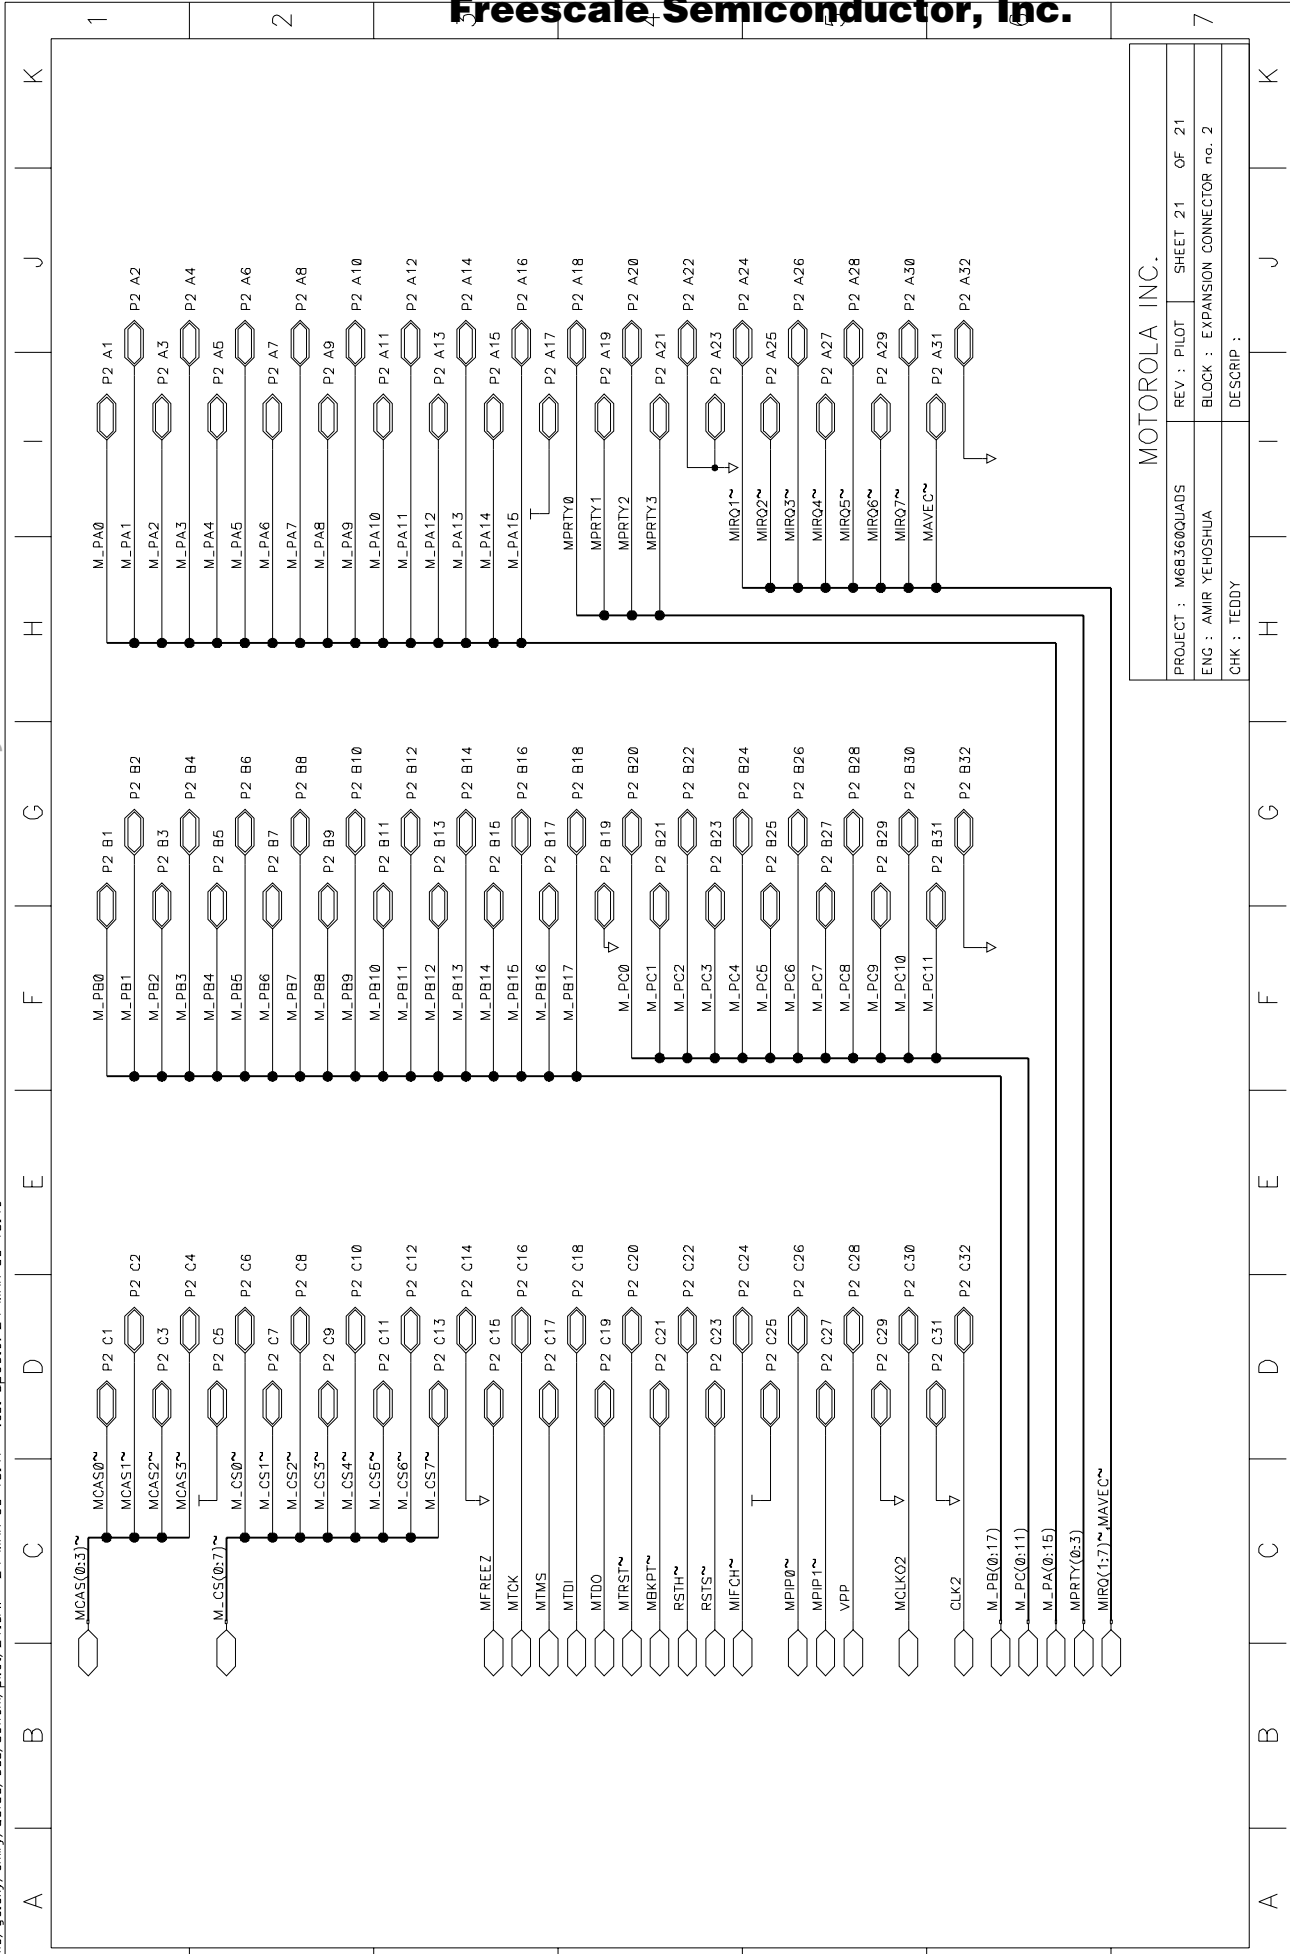 Freescale Semiconductor, Inc.
1 2 3 4 5 6 7
K K
J J
I I
H H
G G
F F
E E
D D
C C
B B
A A
MCAS(0:3)~
MCAS0~ P2 C1
MCAS1~ P2 C2
MCAS2~ P2 C3
MCAS3~ P2 C4
P2 C5
M_CS(0:7)~
M_CS0~ P2 C6
M_CS1~ P2 C7
M_CS2~ P2 C8
M_CS3~ P2 C9
M_CS4~ P2 C10
M_CS5~ P2 C11
M_CS6~ P2 C12
M_CS7~ P2 C13
P2 C14
MFREEZ P2 C15
MTCK P2 C16
MTMS P2 C17
MTDI P2 C18
MTDO P2 C19
MTRST~ P2 C20
MBKPT~ P2 C21
RSTH~ P2 C22
RSTS~ P2 C23
MIFCH~ P2 C24
P2 C25
MPIP0~ P2 C26
MPIP1~ P2 C27
VPP P2 C28
P2 C29
MCLKO2 P2 C30
P2 C31
CLK2 P2 C32
M_PB(0:17)
M_PC(0:11)
M_PA(0:15)
MPRTY(0:3)
MIRQ(1:7)~,MAVEC~
M_PB0 P2 B1
M_PB1 P2 B2
M_PB2 P2 B3
M_PB3 P2 B4
M_PB4 P2 B5
M_PB5 P2 B6
M_PB6 P2 B7
M_PB7 P2 B8
M_PB8 P2 B9
M_PB9 P2 B10
M_PB10 P2 B11
M_PB11 P2 B12
M_PB12 P2 B13
M_PB13 P2 B14
M_PB14 P2 B15
M_PB15 P2 B16
M_PB16 P2 B17
M_PB17 P2 B18
P2 B19
M_PC0 P2 B20
M_PC1 P2 B21
M_PC2 P2 B22
M_PC3 P2 B23
M_PC4 P2 B24
M_PC5 P2 B25
M_PC6 P2 B26
M_PC7 P2 B27
M_PC8 P2 B28
M_PC9 P2 B29
M_PC10 P2 B30
M_PC11 P2 B31
P2 B32
M_PA0 P2 A1
M_PA1 P2 A2
M_PA2 P2 A3
M_PA3 P2 A4
M_PA4 P2 A5
M_PA5 P2 A6
M_PA6 P2 A7
M_PA7 P2 A8
M_PA8 P2 A9
M_PA9 P2 A10
M_PA10 P2 A11
M_PA11 P2 A12
M_PA12 P2 A13
M_PA13 P2 A14
M_PA14 P2 A15
M_PA15 P2 A16
P2 A17
MPRTY0 P2 A18
MPRTY1 P2 A19
MPRTY2 P2 A20
MPRTY3 P2 A21
P2 A22
P2 A23
MIRQ1~ P2 A24
MIRQ2~ P2 A25
MIRQ3~ P2 A26
MIRQ4~ P2 A27
MIRQ5~ P2 A28
MIRQ6~ P2 A29
MIRQ7~ P2 A30
MAVEC~ P2 A31
P2 A32
MOTOROLA INC.
PROJECT : M68360QUADS REV : PILOT SHEET 21 OF 21
ENG : AMIR YEHOSHUA BLOCK : EXPANSION CONNECTOR no. 2
CHK : TEDDY DESCRIP :